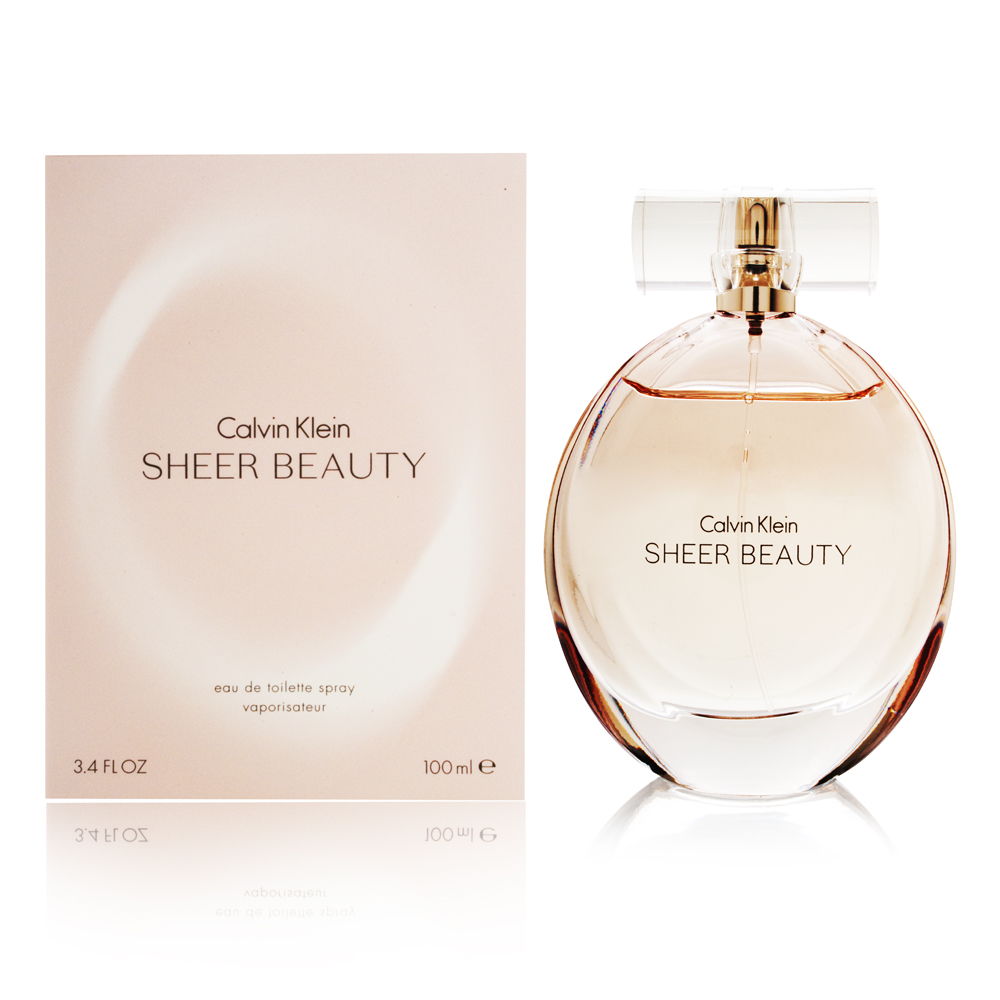 Calvin Klein
SHEER BEAUTY
eau de toilette spray
vaporisateur
3.4 FL OZ
100 ml ℮
Calvin Klein
SHEER BEAUTY